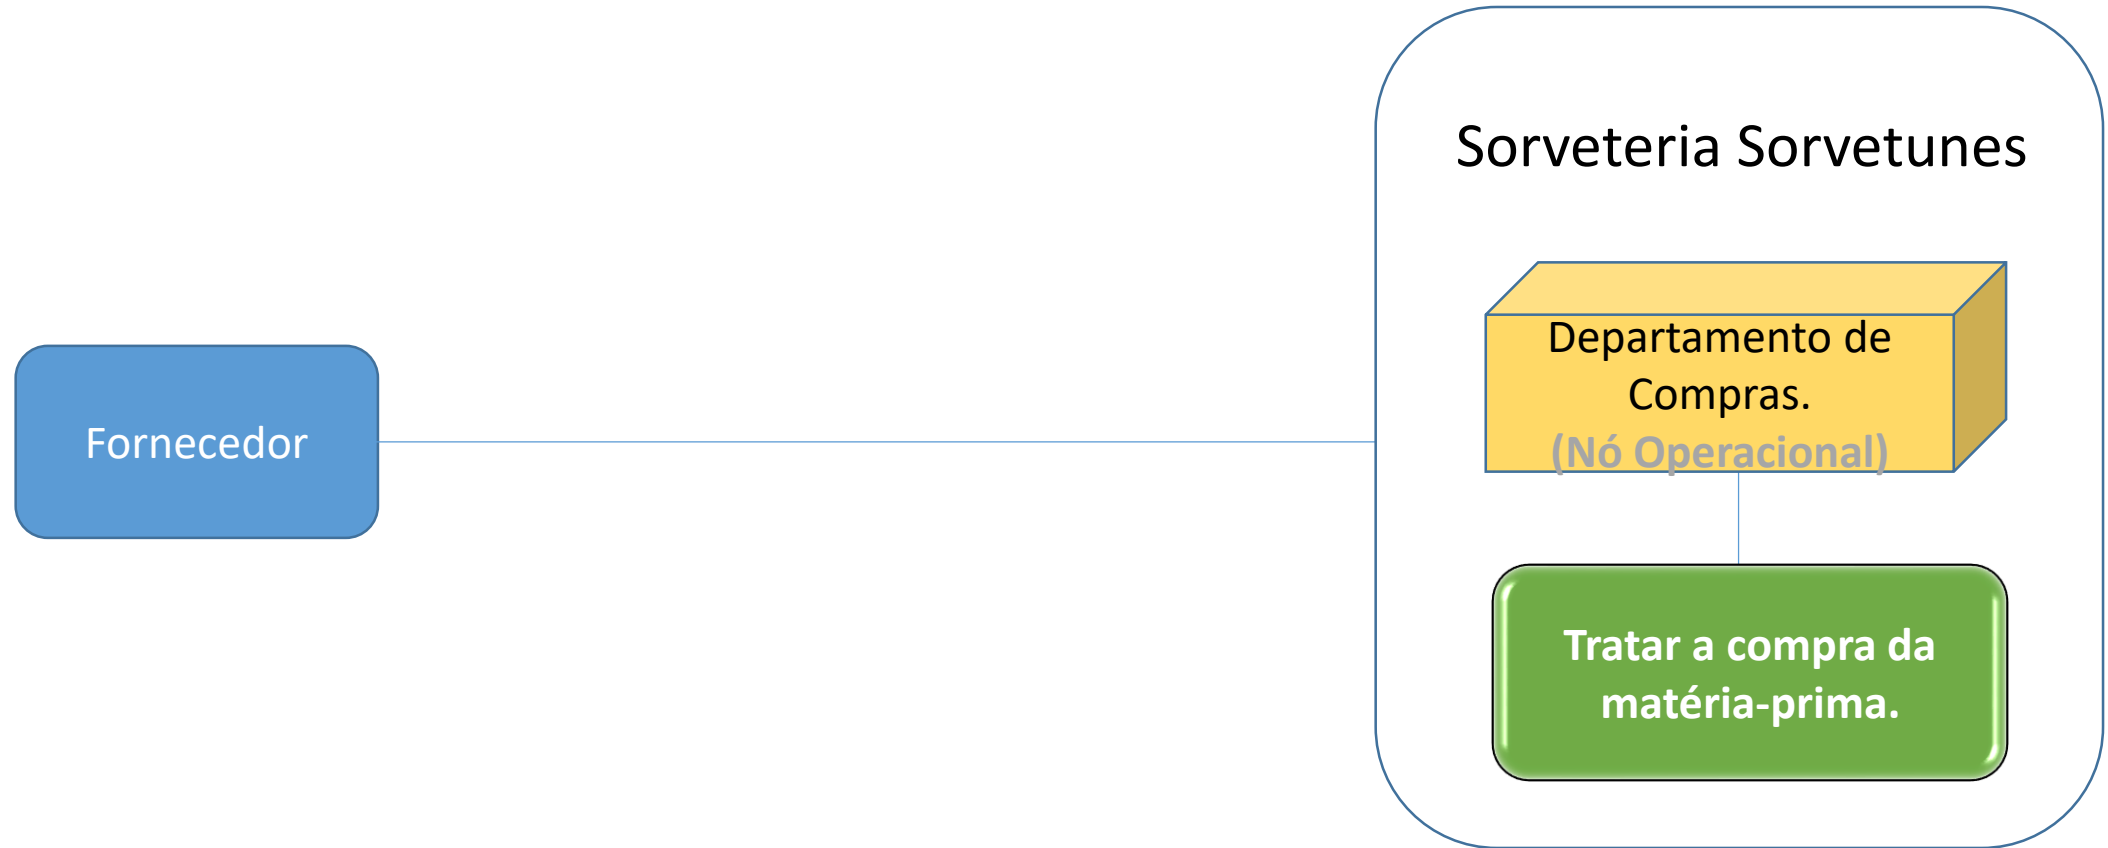 Sorveteria Sorvetunes
Departamento de
Compras.
(Nó Operacional)
Fornecedor
Tratar a compra da
matéria-prima.